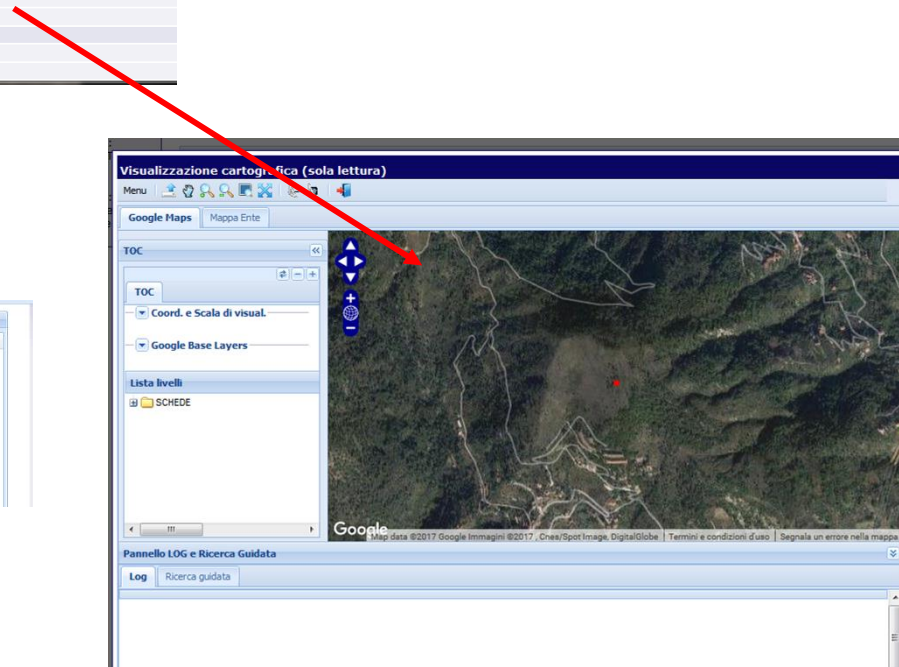 Visualizzazione cartografica (sola lettura)
Menu
Google Maps
Mappa Ente
TOC
TOC
Coord. e Scala di visual.
Google Base Layers
Lista livelli
SCHEDE
Google
Map data ©2017 Google Immagini ©2017 , Cnes/Spot Image, DigitalGlobe
Termini e condizioni d'uso
Segnala un errore nella mappa
Pannello LOG e Ricerca Guidata
Log
Ricerca guidata